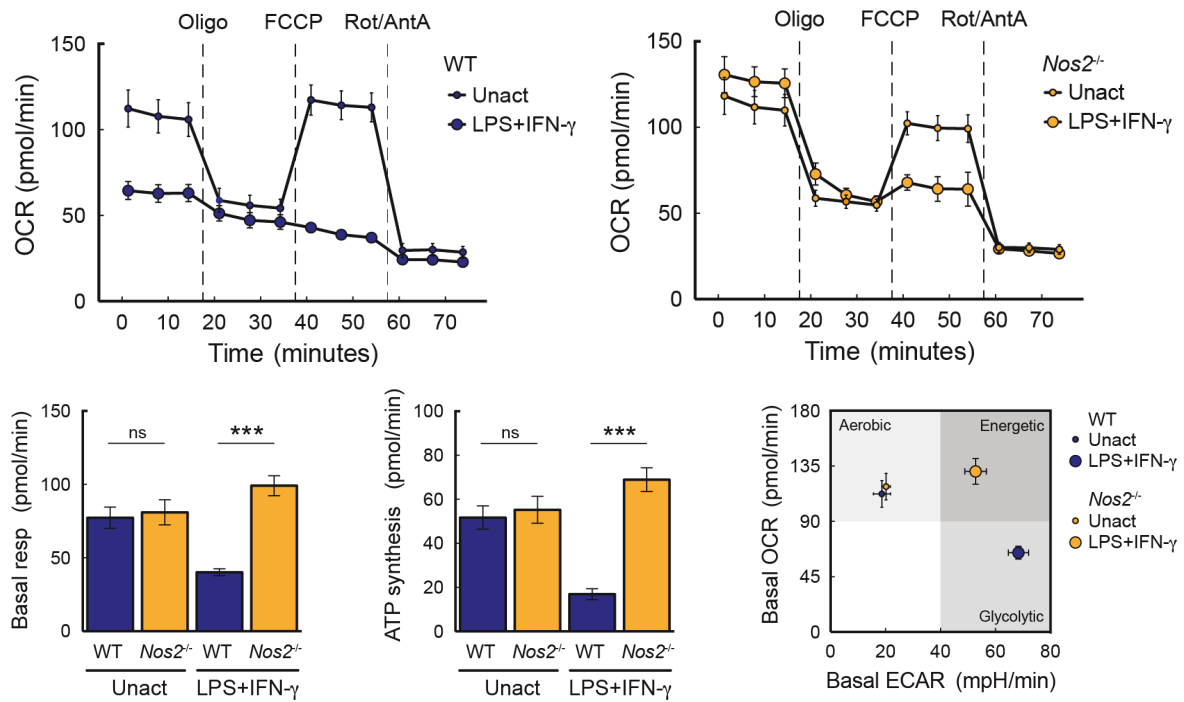 Oligo FCCP Rot/AntA
150
100
50
0
OCR (pmol/min)
WT
Unact
LPS+IFN-γ
0 10 20 30 40 50 60 70
Time (minutes)
Oligo FCCP Rot/AntA
150
100
50
0
OCR (pmol/min)
Nos2-/-
Unact
LPS+IFN-γ
0 10 20 30 40 50 60 70
Time (minutes)
150
100
50
0
Basal resp (pmol/min)
ns
***
WT Nos2-/- WT Nos2-/-
Unact LPS+IFN-γ
100
80
60
40
20
0
ATP synthesis (pmol/min)
ns
***
WT Nos2-/- WT Nos2-/-
Unact LPS+IFN-γ
180
135
90
45
0
Basal OCR (pmol/min)
Aerobic Energetic
Glycolytic
0 20 40 60 80
Basal ECAR (mpH/min)
WT
Unact
LPS+IFN-γ
Nos2-/-
Unact
LPS+IFN-γ